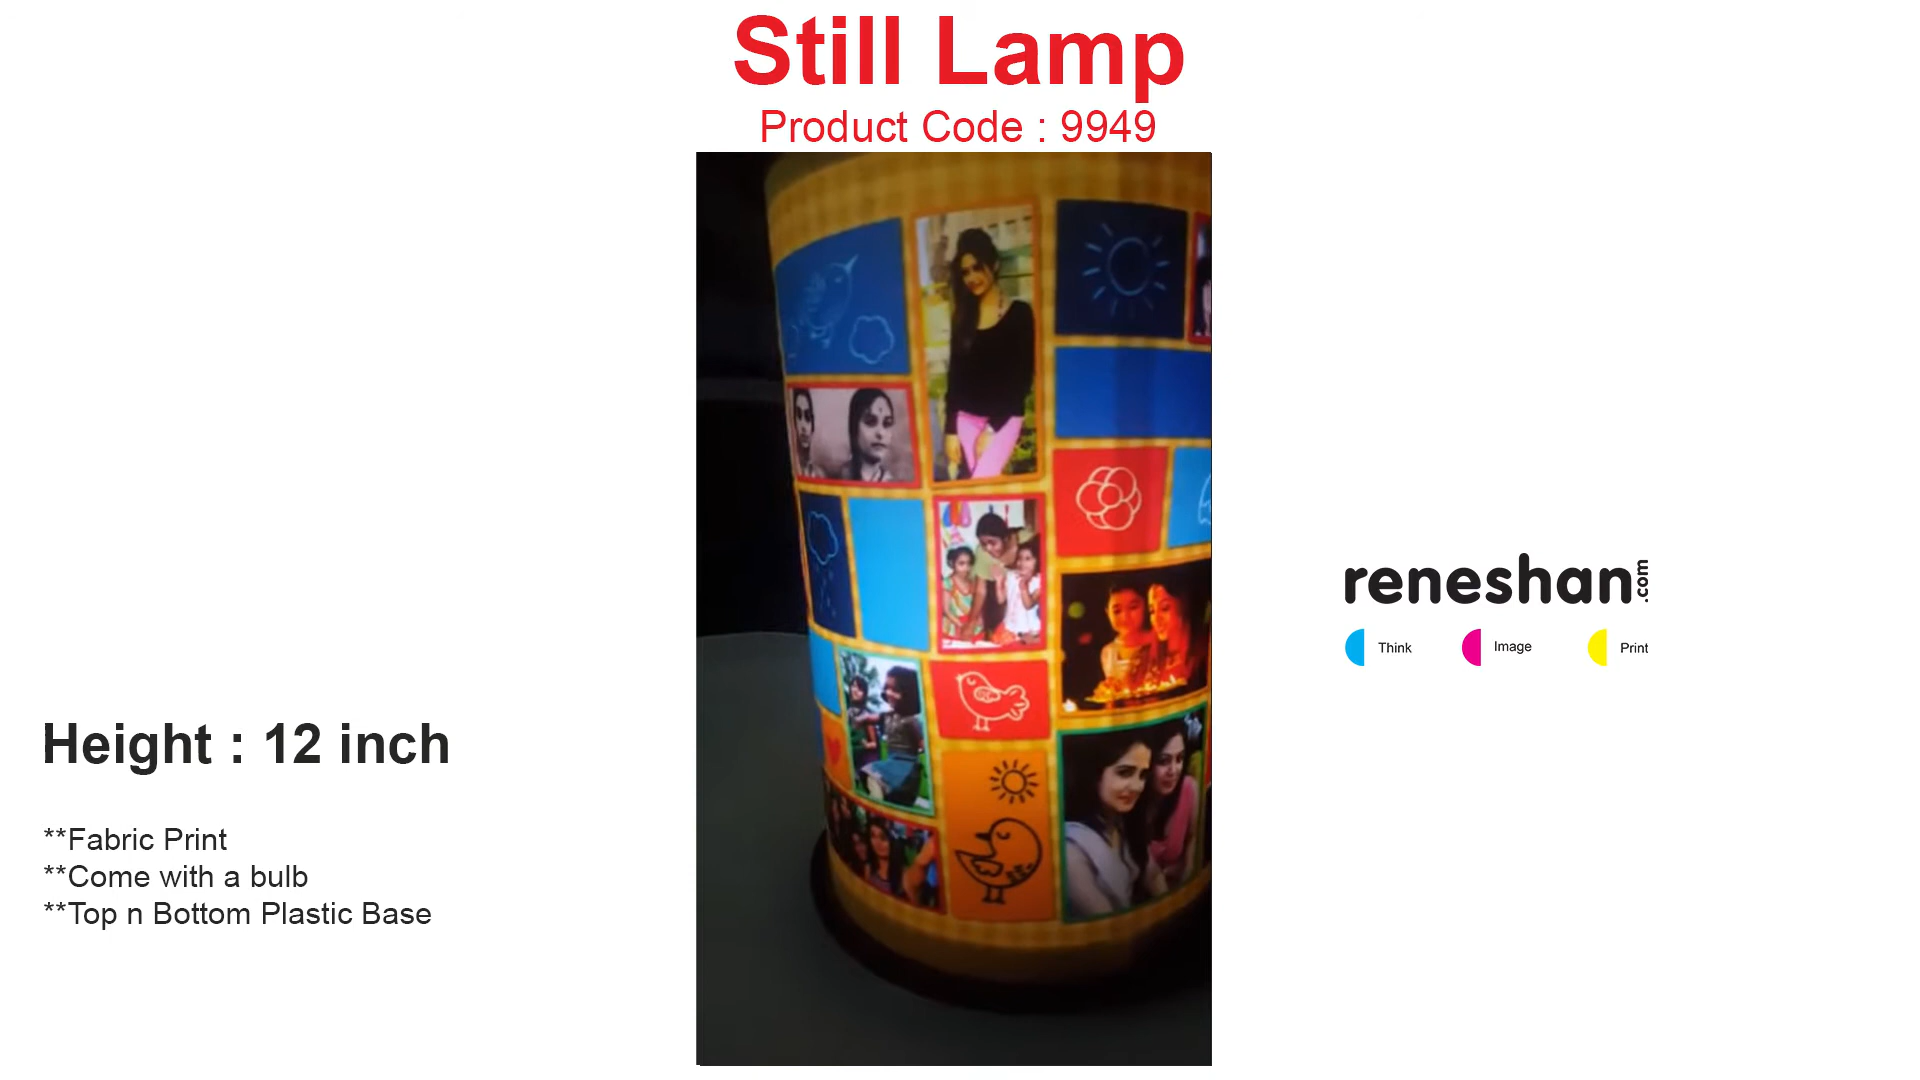 Still Lamp
Product Code : 9949
reneshan.com
Think Image Print
Height : 12 inch
**Fabric Print
**Come with a bulb
**Top n Bottom Plastic Base